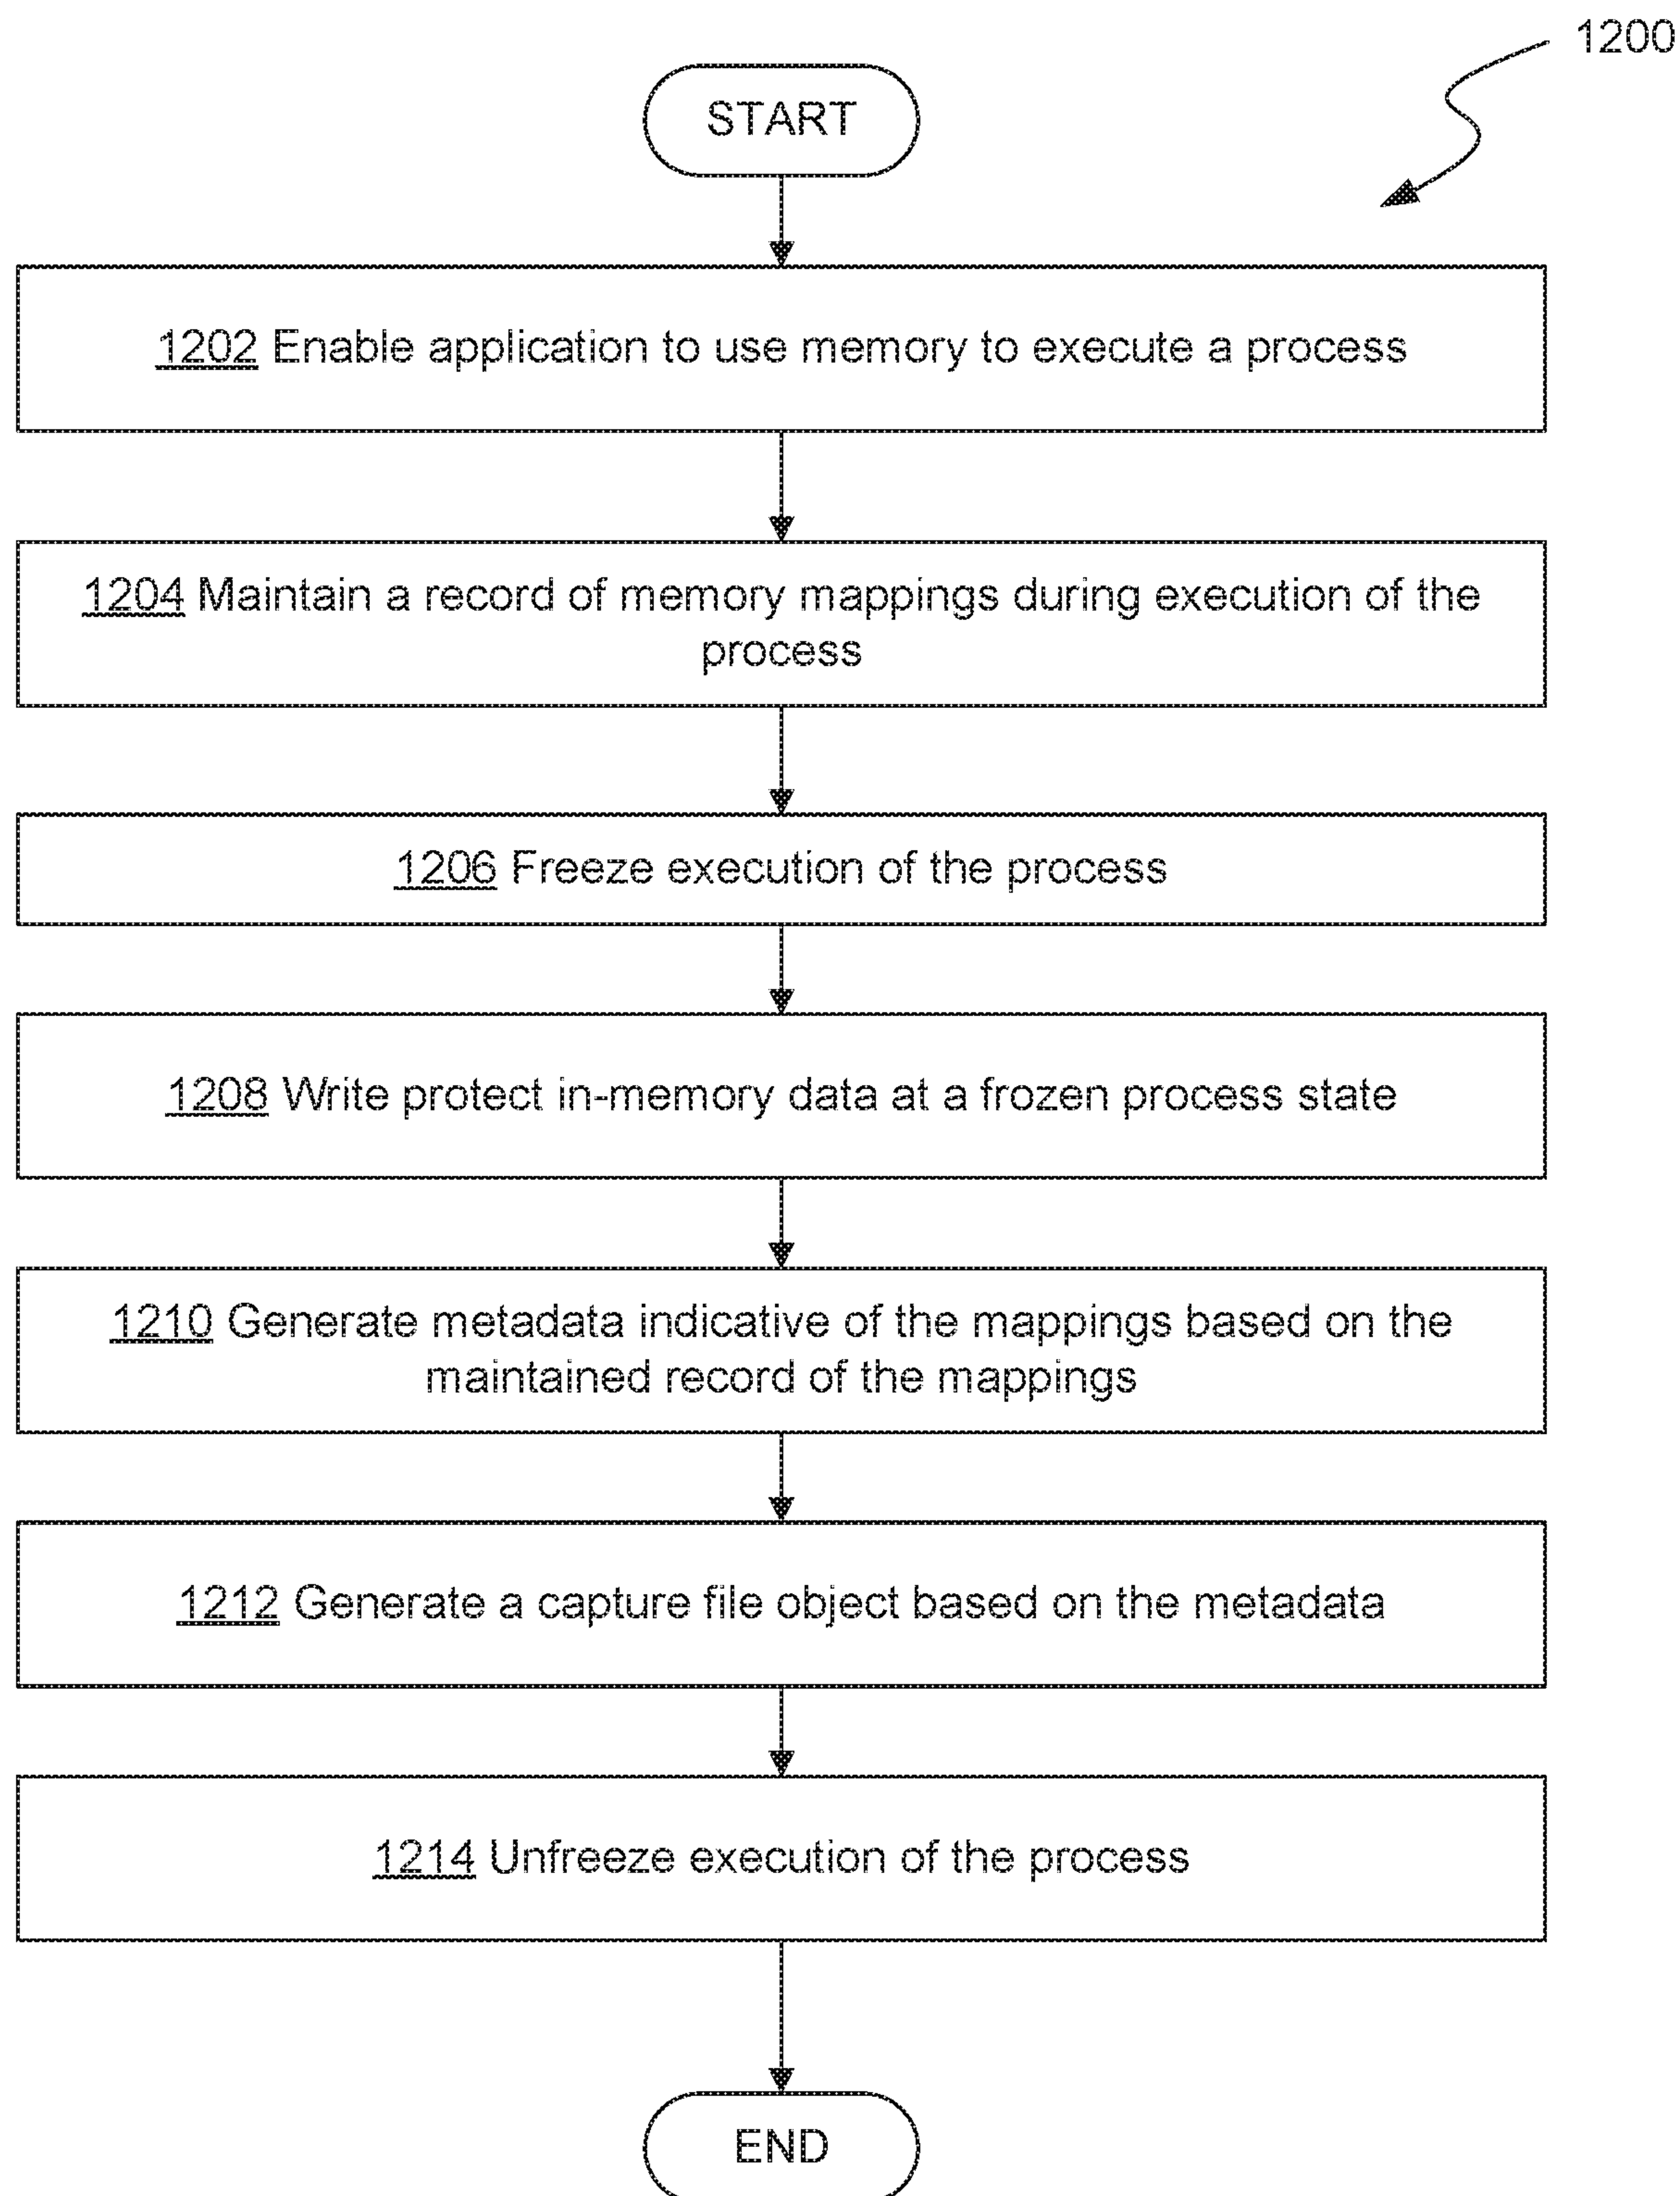 1200
START
1202 Enable application to use memory to execute a process
1204 Maintain a record of memory mappings during execution of the
process
1206 Freeze execution of the process
1208 Write protect in-memory data at a frozen process state
1210 Generate metadata indicative of the mappings based on the
maintained record of the mappings
1212 Generate a capture file object based on the metadata
1214 Unfreeze execution of the process
END